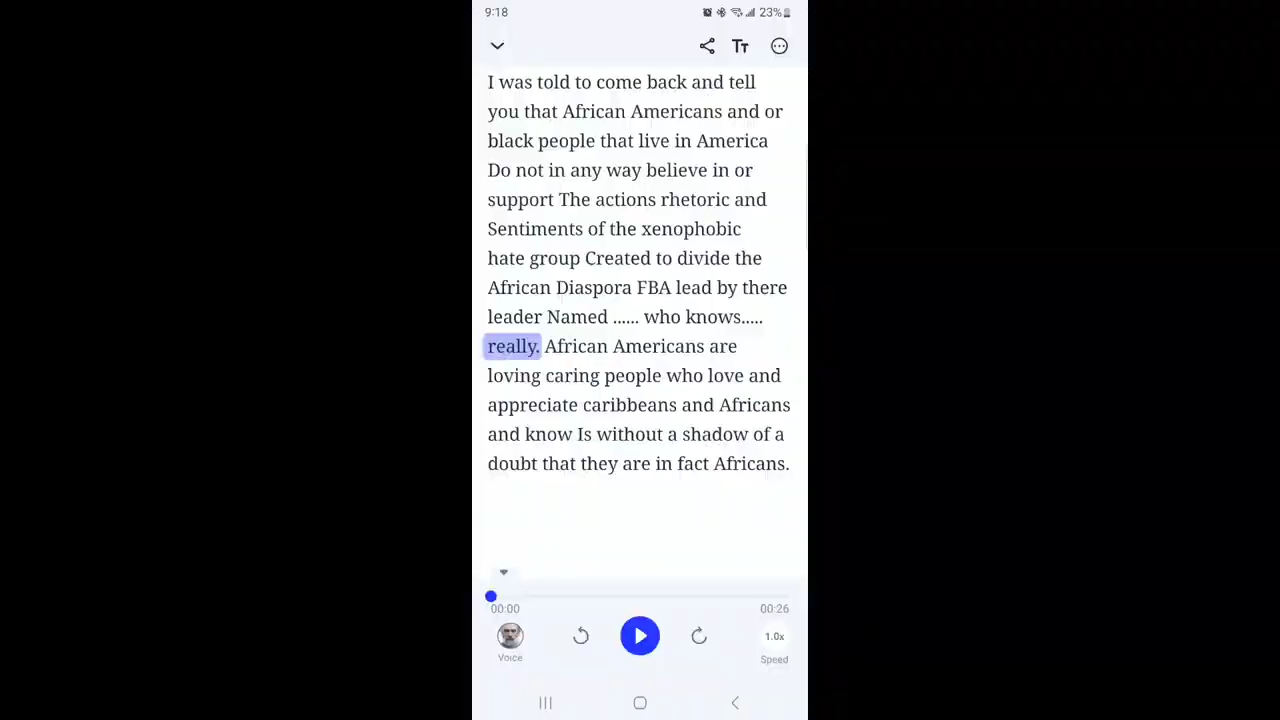 9:18
23%
Tт
I was told to come back and tell
you that African Americans and or
black people that live in America
Do not in any way believe in or
support The actions rhetoric and
Sentiments of the xenophobic
hate group Created to divide the
African Diaspora FBA lead by there
leader Named ...... who knows.....
really. African Americans are
loving caring people who love and
appreciate caribbeans and Africans
and know Is without a shadow of a
doubt that they are in fact Africans.
00:00
00:26
1.0x
Voice
Speed